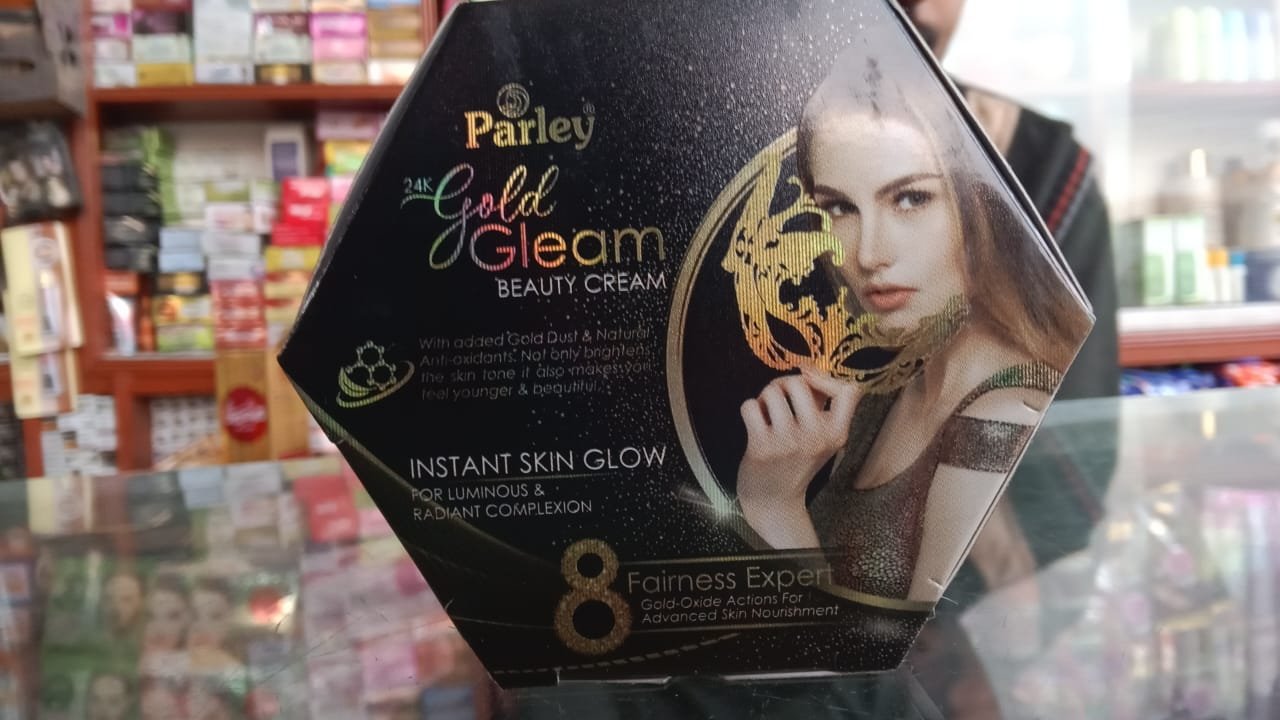 Parley®
24K Gold
Gleam
BEAUTY CREAM
With added Gold Dust & Natural
Anti-oxidants. Not only brightens
the skin tone it also makes you
feel younger & beautiful.
INSTANT SKIN GLOW
FOR LUMINOUS &
RADIANT COMPLEXION
8 Fairness Expert
Gold-Oxide Actions For
Advanced Skin Nourishment